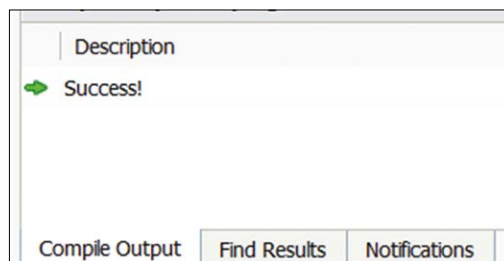 Description
Success!
Compile Output
Find Results
Notifications